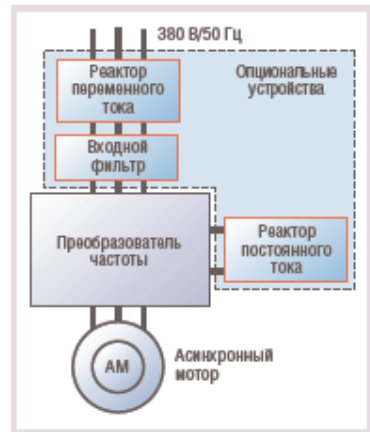 380 В/50 Гц
Реактор
переменного
тока
Опциональные
устройства
Входной
фильтр
Преобразователь
частоты
Реактор
постоянного
тока
АМ
Асинхронный
мотор